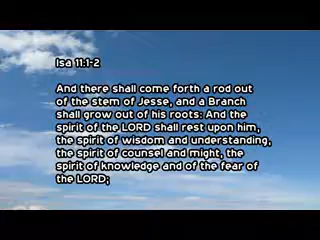 Isa 11:1-2
And there shall come forth a rod out
of the stem of Jesse, and a Branch
shall grow out of his roots: And the
spirit of the LORD shall rest upon him,
the spirit of wisdom and understanding,
the spirit of counsel and might, the
spirit of knowledge and of the fear of
the LORD;